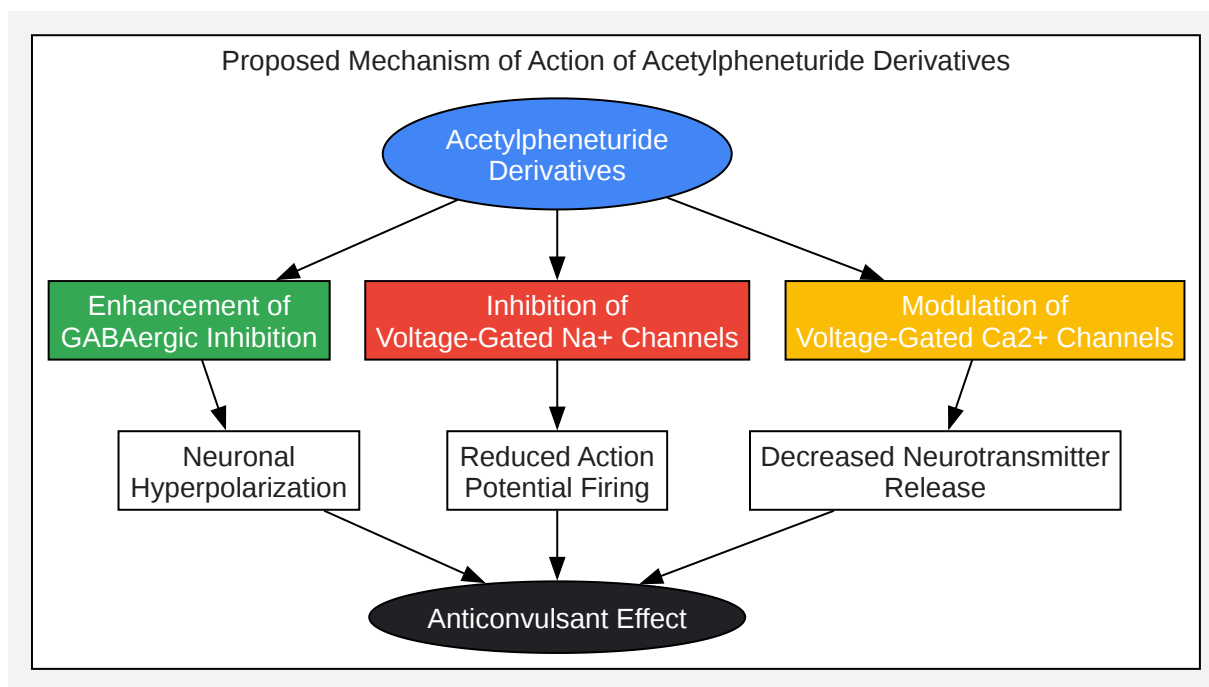 Proposed Mechanism of Action of Acetylpheneturide Derivatives
Acetylpheneturide
Derivatives
Enhancement of
GABAergic Inhibition
Inhibition of
Voltage-Gated Na+ Channels
Modulation of
Voltage-Gated Ca2+ Channels
Neuronal
Hyperpolarization
Reduced Action
Potential Firing
Decreased Neurotransmitter
Release
Anticonvulsant Effect